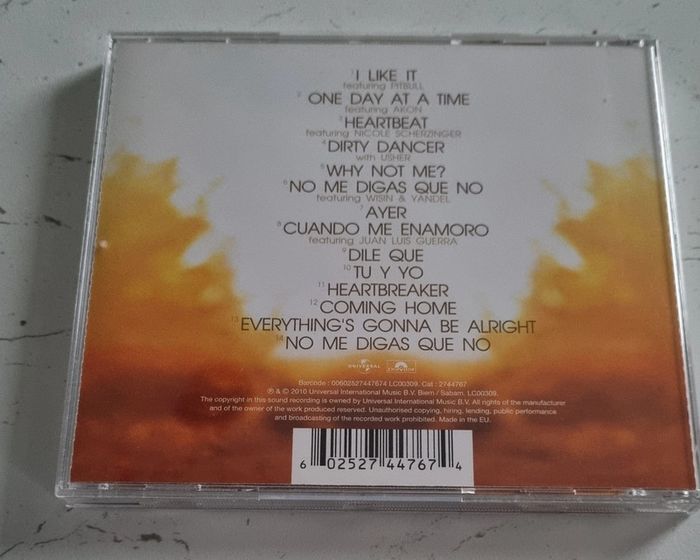 1 I LIKE IT
featuring PITBULL
2 ONE DAY AT A TIME
featuring AKON
3 HEARTBEAT
featuring NICOLE SCHERZINGER
4 DIRTY DANCER
with USHER
5 WHY NOT ME?
6 NO ME DIGAS QUE NO
featuring WISIN & YANDEL
7 AYER
8 CUANDO ME ENAMORO
featuring JUAN LUIS GUERRA
9 DILE QUE
10 TU Y YO
11 HEARTBREAKER
12 COMING HOME
13 EVERYTHING'S GONNA BE ALRIGHT
14 NO ME DIGAS QUE NO
UNIVERSAL polydor
Barcode : 00602527447674 LC00309. Cat : 2744767
℗ & © 2010 Universal International Music B.V. Biem / Sabam. LC00309.
The copyright in this sound recording is owned by Universal International Music B.V. All rights of the manufacturer
and of the owner of the work produced reserved. Unauthorised copying, hiring, lending, public performance
and broadcasting of the recorded work prohibited. Made in the EU.
6 02527 44767 4